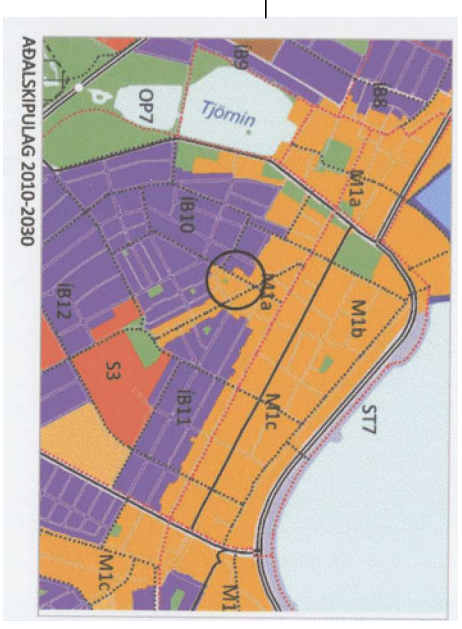 AÐALSKIPULAG 2010-2030
ÍB9
ÍB8
OP7
Tjörnin
M1a
ÍB10
M1a
M1b
ÍB12
S3
ÍB11
M1c
ST7
M1c
M1